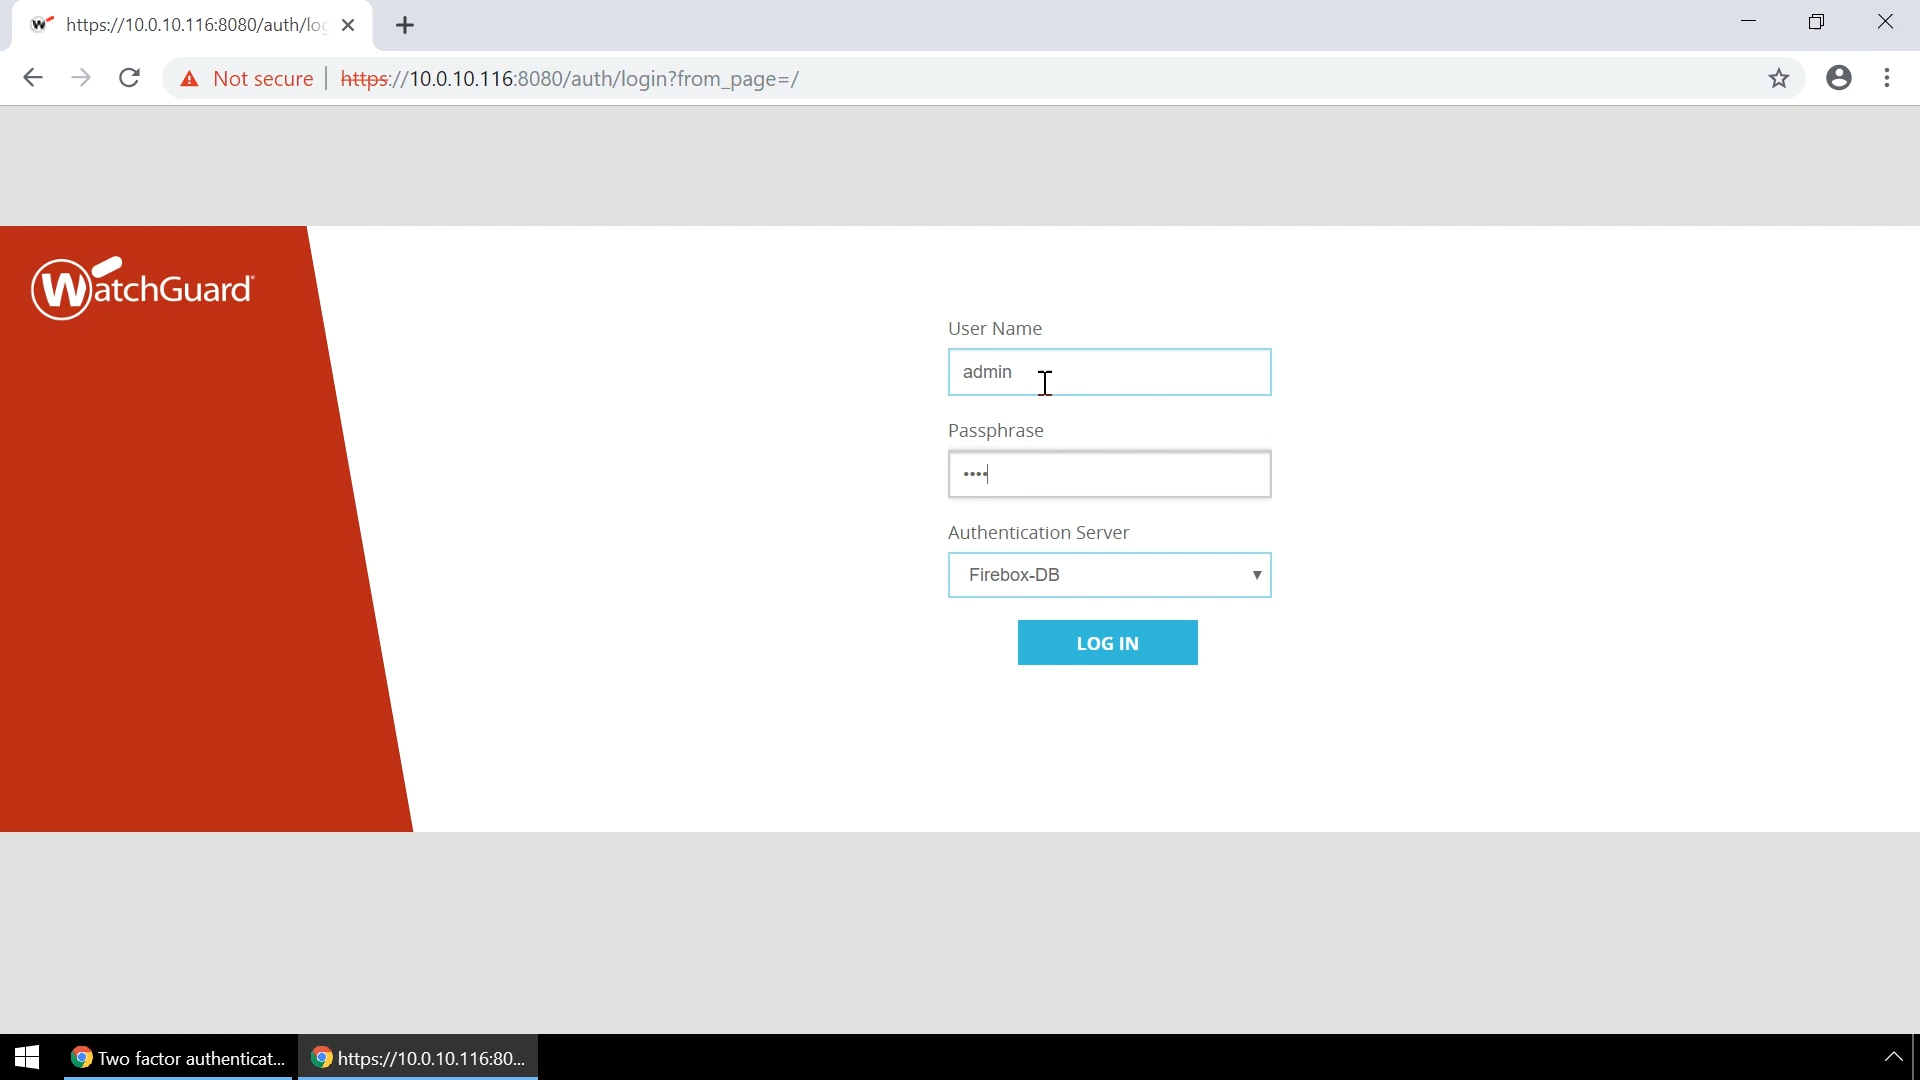 https://10.0.10.116:8080/auth/lo
Not secure https://10.0.10.116:8080/auth/login?from_page=/
WatchGuard
User Name
admin
Passphrase
••••
Authentication Server
Firebox-DB
LOG IN
Two factor authenticat... https://10.0.10.116:80...